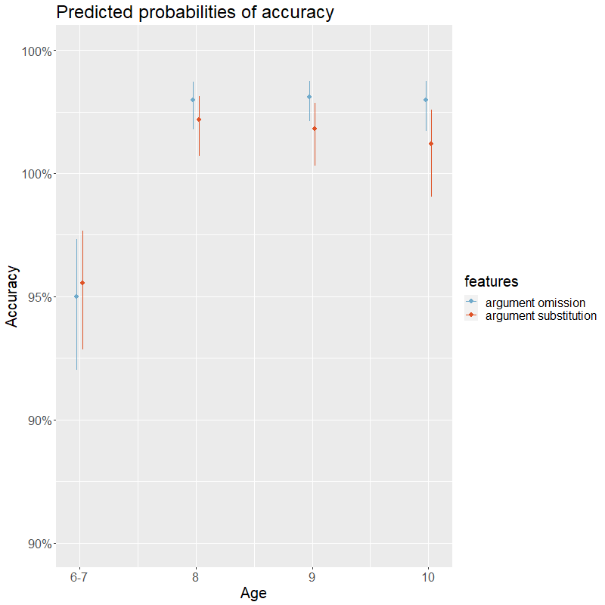 Predicted probabilities of accuracy
100%
100%
95%
90%
90%
Accuracy
6-7 8 9 10
Age
features
argument omission
argument substitution